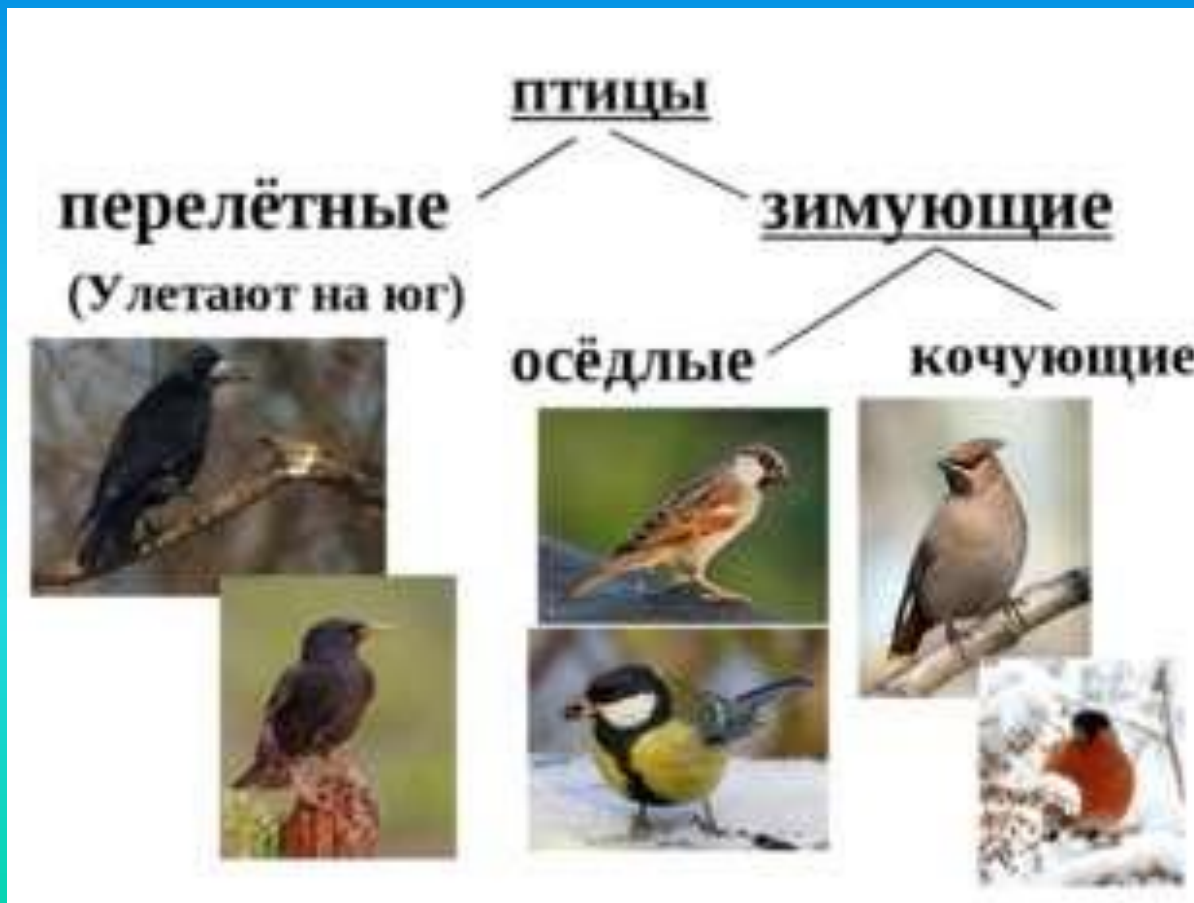 птицы
перелётные
зимующие
(Улетают на юг)
осёдлые
кочующие